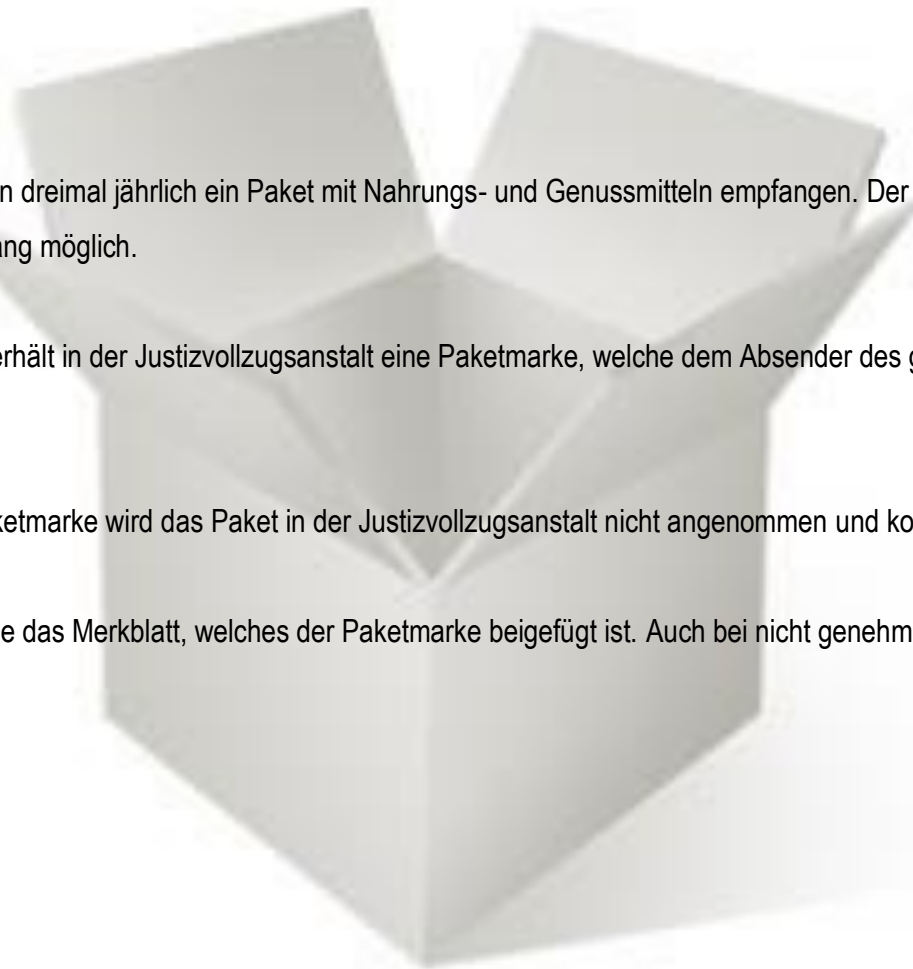 n dreimal jährlich ein Paket mit Nahrungs- und Genussmitteln empfangen. Der
ang möglich.
erhält in der Justizvollzugsanstalt eine Paketmarke, welche dem Absender des g
ketmarke wird das Paket in der Justizvollzugsanstalt nicht angenommen und ko
e das Merkblatt, welches der Paketmarke beigefügt ist. Auch bei nicht genehm